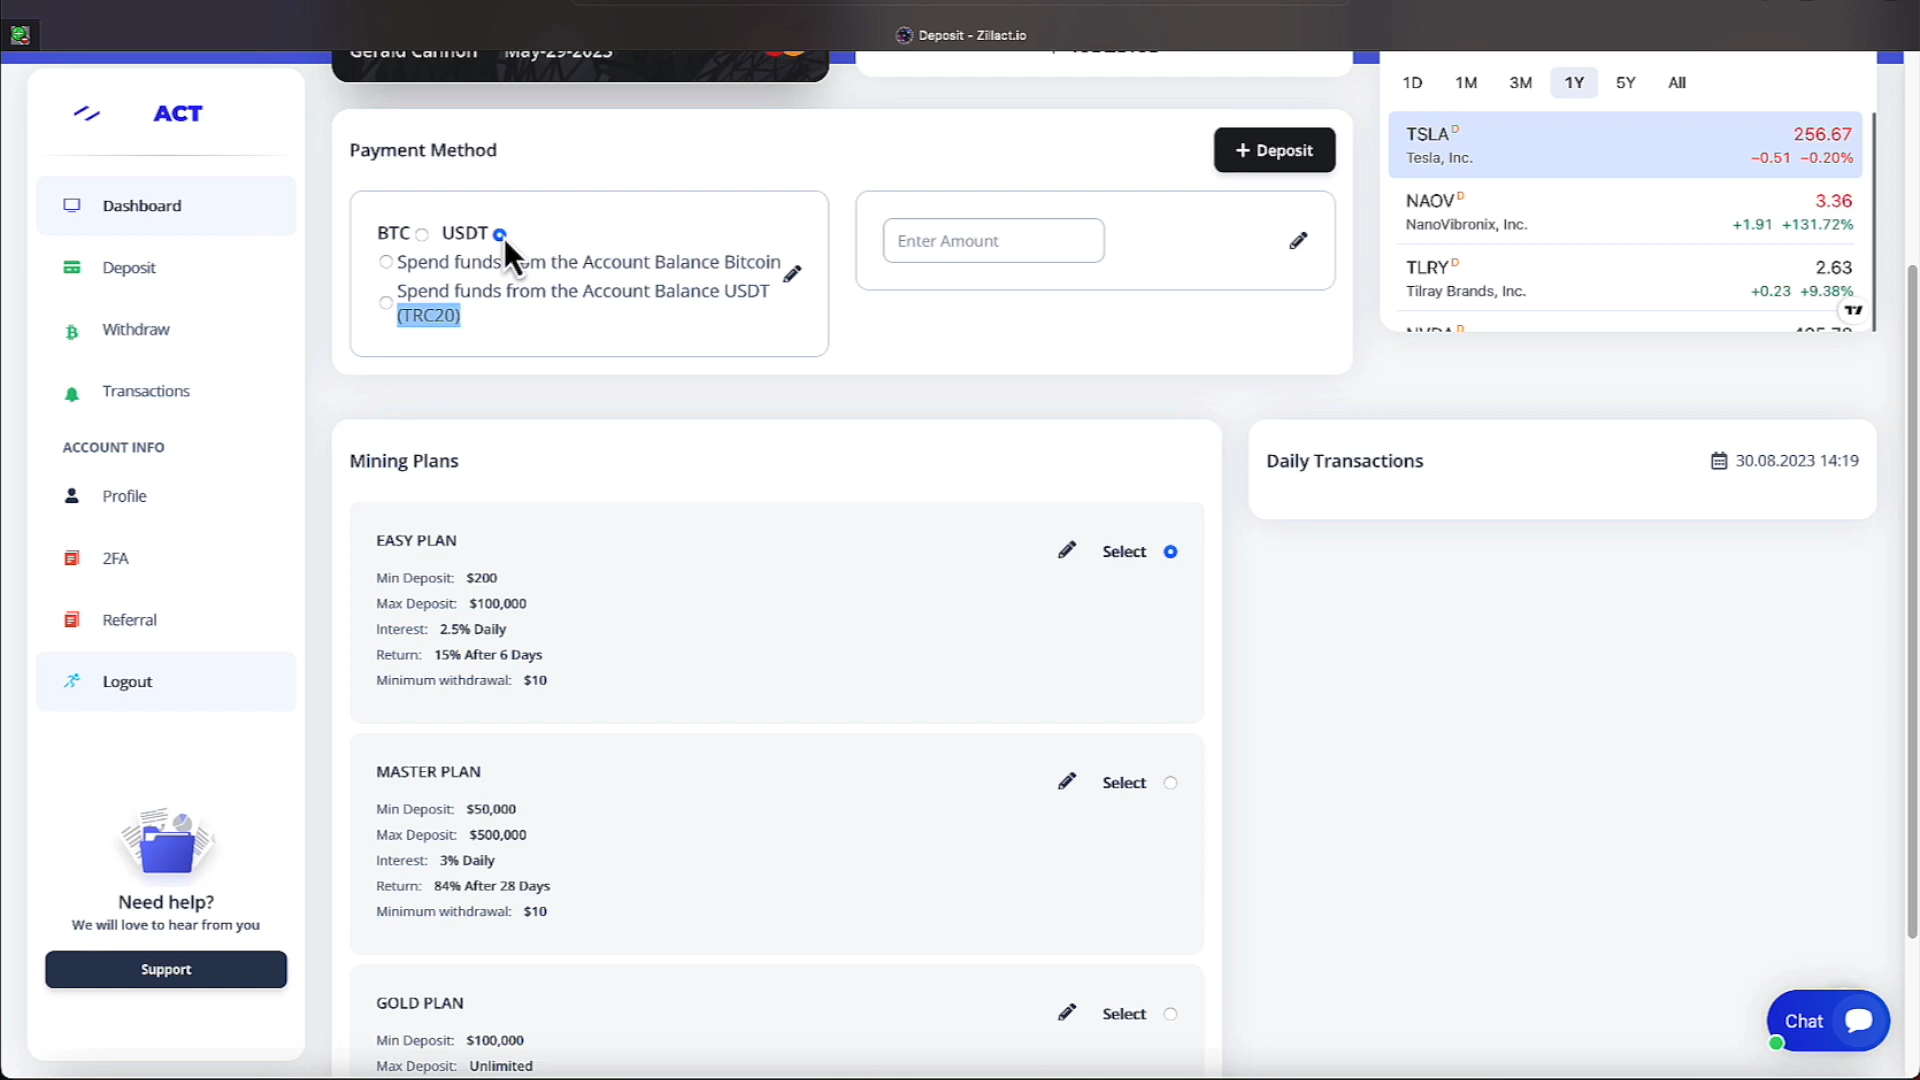 Deposit - Zillact.io
Gerald Cannon May-29-2023
ACT
Dashboard
Deposit
Withdraw
Transactions
ACCOUNT INFO
Profile
2FA
Referral
Logout
Need help?
We will love to hear from you
Support
Payment Method
+ Deposit
BTC USDT
Spend funds from the Account Balance Bitcoin
Spend funds from the Account Balance USDT
(TRC20)
Enter Amount
1D 1M 3M 1Y 5Y All
TSLA D 256.67
Tesla, Inc. −0.51 −0.20%
NAOV D 3.36
NanoVibronix, Inc. +1.91 +131.72%
TLRY D 2.63
Tilray Brands, Inc. +0.23 +9.38%
Mining Plans
EASY PLAN
Select
Min Deposit: $200
Max Deposit: $100,000
Interest: 2.5% Daily
Return: 15% After 6 Days
Minimum withdrawal: $10
MASTER PLAN
Select
Min Deposit: $50,000
Max Deposit: $500,000
Interest: 3% Daily
Return: 84% After 28 Days
Minimum withdrawal: $10
GOLD PLAN
Select
Min Deposit: $100,000
Max Deposit: Unlimited
Daily Transactions
30.08.2023 14:19
Chat